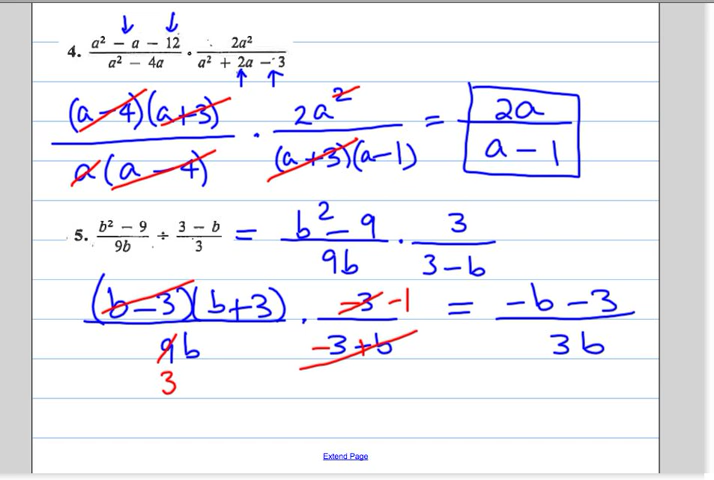 4. (a² − a − 12)/(a² − 4a) · 2a²/(a² + 2a − 3)
(a−4)(a+3)/a(a−4) · 2a²/(a+3)(a−1) = 2a/(a−1)
5. (b² − 9)/9b ÷ (3 − b)/3 = (b²−9)/9b · 3/(3−b)
(b−3)(b+3)/9b 3 · −3 −1/(−3+b) = (−b−3)/3b
Extend Page